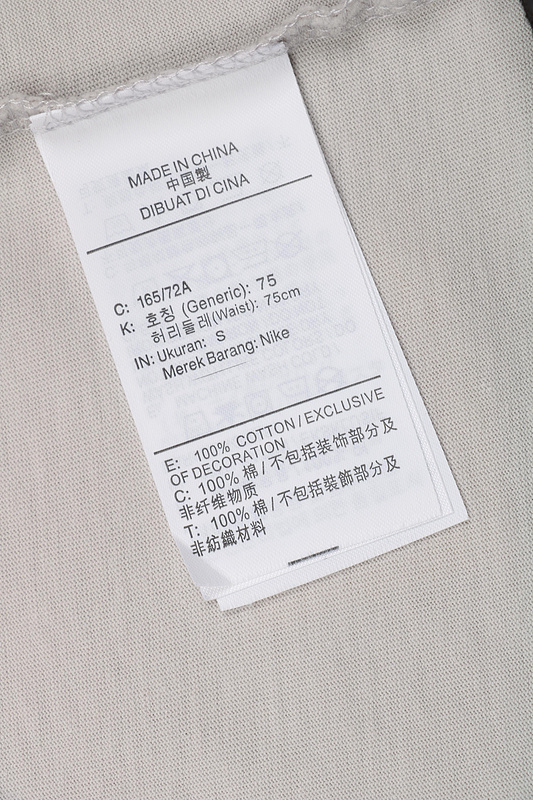 MADE IN CHINA
中国製
DIBUAT DI CINA
C: 165/72A
K: 호칭 (Generic): 75
허리둘레(Waist): 75cm
IN: Ukuran: S
Merek Barang: Nike
E: 100% COTTON / EXCLUSIVE
OF DECORATION
C: 100% 棉 / 不包括装饰部分及
非纤维物质
T: 100% 棉 / 不包括裝飾部分及
非紡織材料